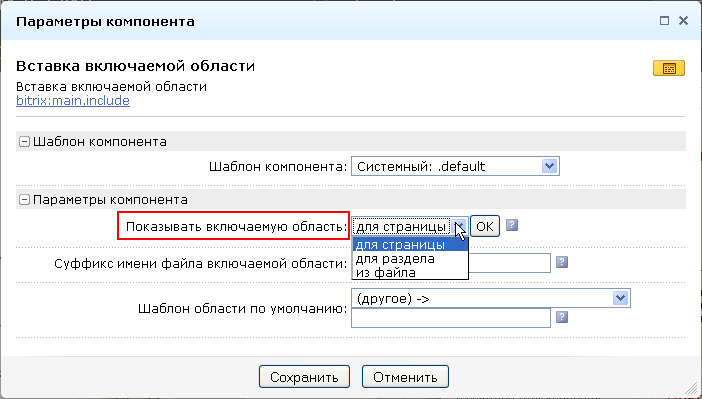 Параметры компонента
Вставка включаемой области
Вставка включаемой области
bitrix:main.include
Шаблон компонента
Шаблон компонента: Системный: .default
Параметры компонента
Показывать включаемую область: для страницы OK ?
для страницы
для раздела
из файла
Суффикс имени файла включаемой области: ?
Шаблон области по умолчанию: (другое) ->
?
Сохранить Отменить